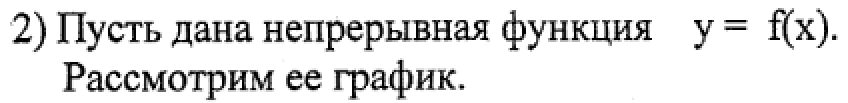 2) Пусть дана непрерывная функция y = f(x).
Рассмотрим ее график.